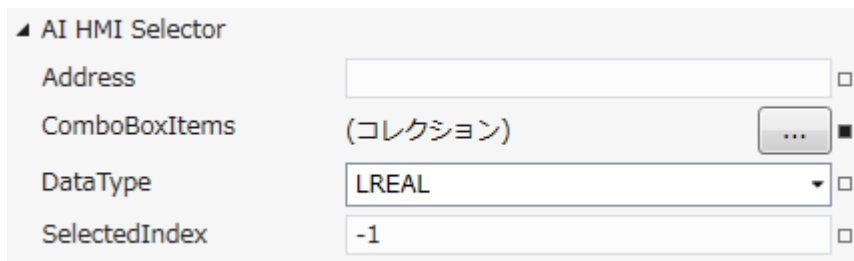 AI HMI Selector
Address
ComboBoxItems (コレクション) ...
DataType LREAL
SelectedIndex -1